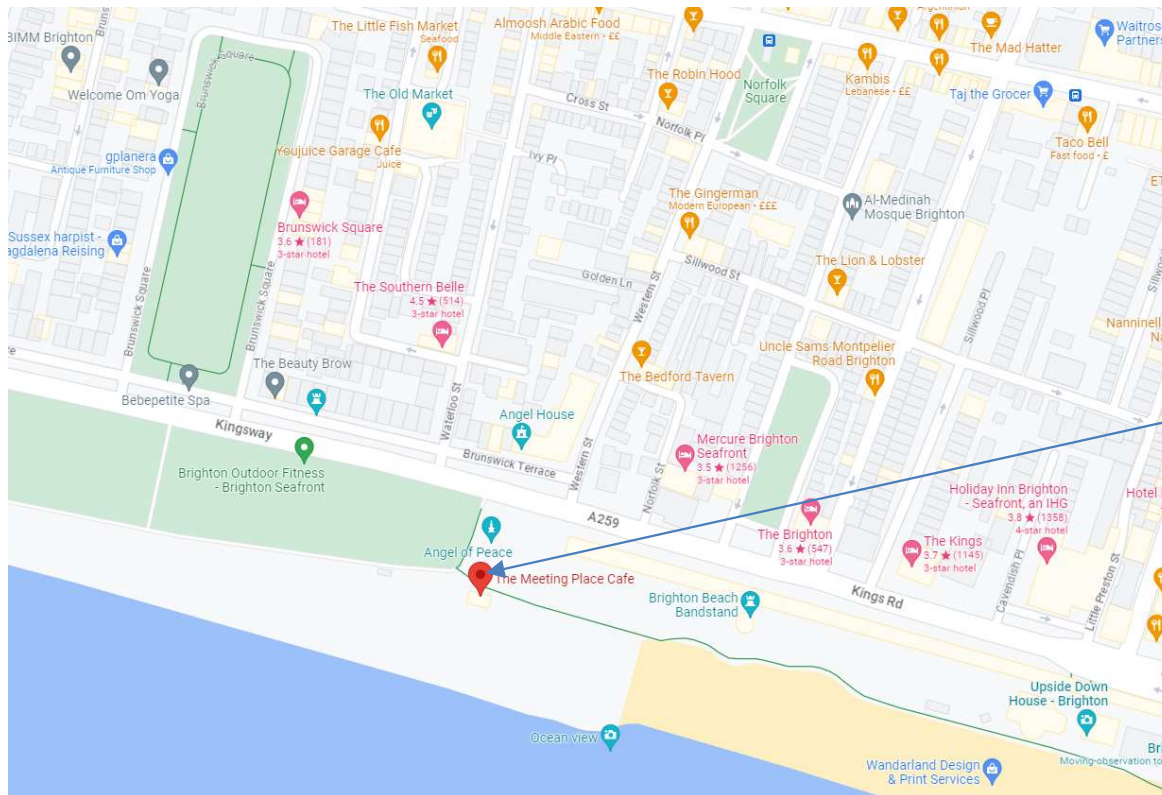 The Little Fish Market
Seafood
Almoosh Arabic Food
Middle Eastern - ££
Argentinian
The Mad Hatter
Waitros
Partner
BIMM Brighton
Brunswick Square
Welcome Om Yoga
The Old Market
The Robin Hood
Norfolk
Square
Kambis
Lebanese - ££
Taj the Grocer
Cross St
Norfolk Pl
Taco Bell
Fast food - £
Youjuice Garage Cafe
Juice
gplanera
Antique Furniture Shop
Brunswick Square
Ivy Pl
The Gingerman
Modern European - £££
Al-Medinah
Mosque Brighton
Brunswick Square
3.6 ★ (181)
3-star hotel
Sussex harpist -
agdalena Reising
Sillwood St
The Lion & Lobster
Golden Ln
Western St
The Southern Belle
4.5 ★ (514)
3-star hotel
Brunswick Square
Brunswick Square
Sillwood Pl
Nanninell
Uncle Sams Montpelier
Road Brighton
The Beauty Brow
The Bedford Tavern
Bebepetite Spa
Waterloo St
Angel House
Kingsway
Brunswick Terrace
Western St
Norfolk St
Mercure Brighton
Seafront
3.5 ★ (1256)
3-star hotel
Brighton Outdoor Fitness
- Brighton Seafront
Holiday Inn Brighton
- Seafront, an IHG
3.8 ★ (1358)
4-star hotel
Hotel
A259
Angel of Peace
The Brighton
3.6 ★ (547)
3-star hotel
The Kings
3.7 ★ (1145)
3-star hotel
Cavendish Pl
Little Preston St
The Meeting Place Cafe
Brighton Beach
Bandstand
Kings Rd
Upside Down
House - Brighton
Ocean view
Bri
Moving-observation to
Wandarland Design
& Print Services